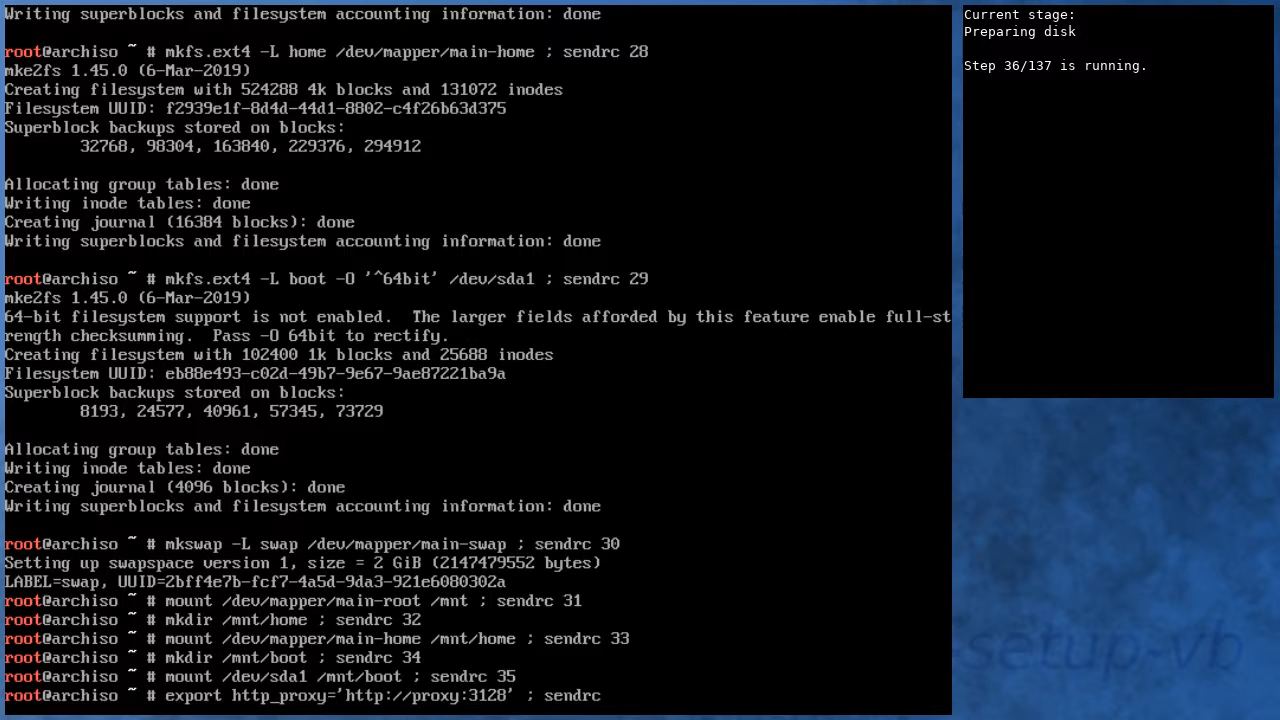 Writing superblocks and filesystem accounting information: done
root@archiso ~ # mkfs.ext4 -L home /dev/mapper/main-home ; sendrc 28
mke2fs 1.45.0 (6-Mar-2019)
Creating filesystem with 524288 4k blocks and 131072 inodes
Filesystem UUID: f2939e1f-8d4d-44d1-8802-c4f26b63d375
Superblock backups stored on blocks:
        32768, 98304, 163840, 229376, 294912
Allocating group tables: done
Writing inode tables: done
Creating journal (16384 blocks): done
Writing superblocks and filesystem accounting information: done
root@archiso ~ # mkfs.ext4 -L boot -O '^64bit' /dev/sda1 ; sendrc 29
mke2fs 1.45.0 (6-Mar-2019)
64-bit filesystem support is not enabled.  The larger fields afforded by this feature enable full-st
rength checksumming.  Pass -O 64bit to rectify.
Creating filesystem with 102400 1k blocks and 25688 inodes
Filesystem UUID: eb88e493-c02d-49b7-9e67-9ae87221ba9a
Superblock backups stored on blocks:
        8193, 24577, 40961, 57345, 73729
Allocating group tables: done
Writing inode tables: done
Creating journal (4096 blocks): done
Writing superblocks and filesystem accounting information: done
root@archiso ~ # mkswap -L swap /dev/mapper/main-swap ; sendrc 30
Setting up swapspace version 1, size = 2 GiB (2147479552 bytes)
LABEL=swap, UUID=2bff4e7b-fcf7-4a5d-9da3-921e6080302a
root@archiso ~ # mount /dev/mapper/main-root /mnt ; sendrc 31
root@archiso ~ # mkdir /mnt/home ; sendrc 32
root@archiso ~ # mount /dev/mapper/main-home /mnt/home ; sendrc 33
root@archiso ~ # mkdir /mnt/boot ; sendrc 34
root@archiso ~ # mount /dev/sda1 /mnt/boot ; sendrc 35
root@archiso ~ # export http_proxy='http://proxy:3128' ; sendrc
Current stage:
Preparing disk
Step 36/137 is running.
setup-vb